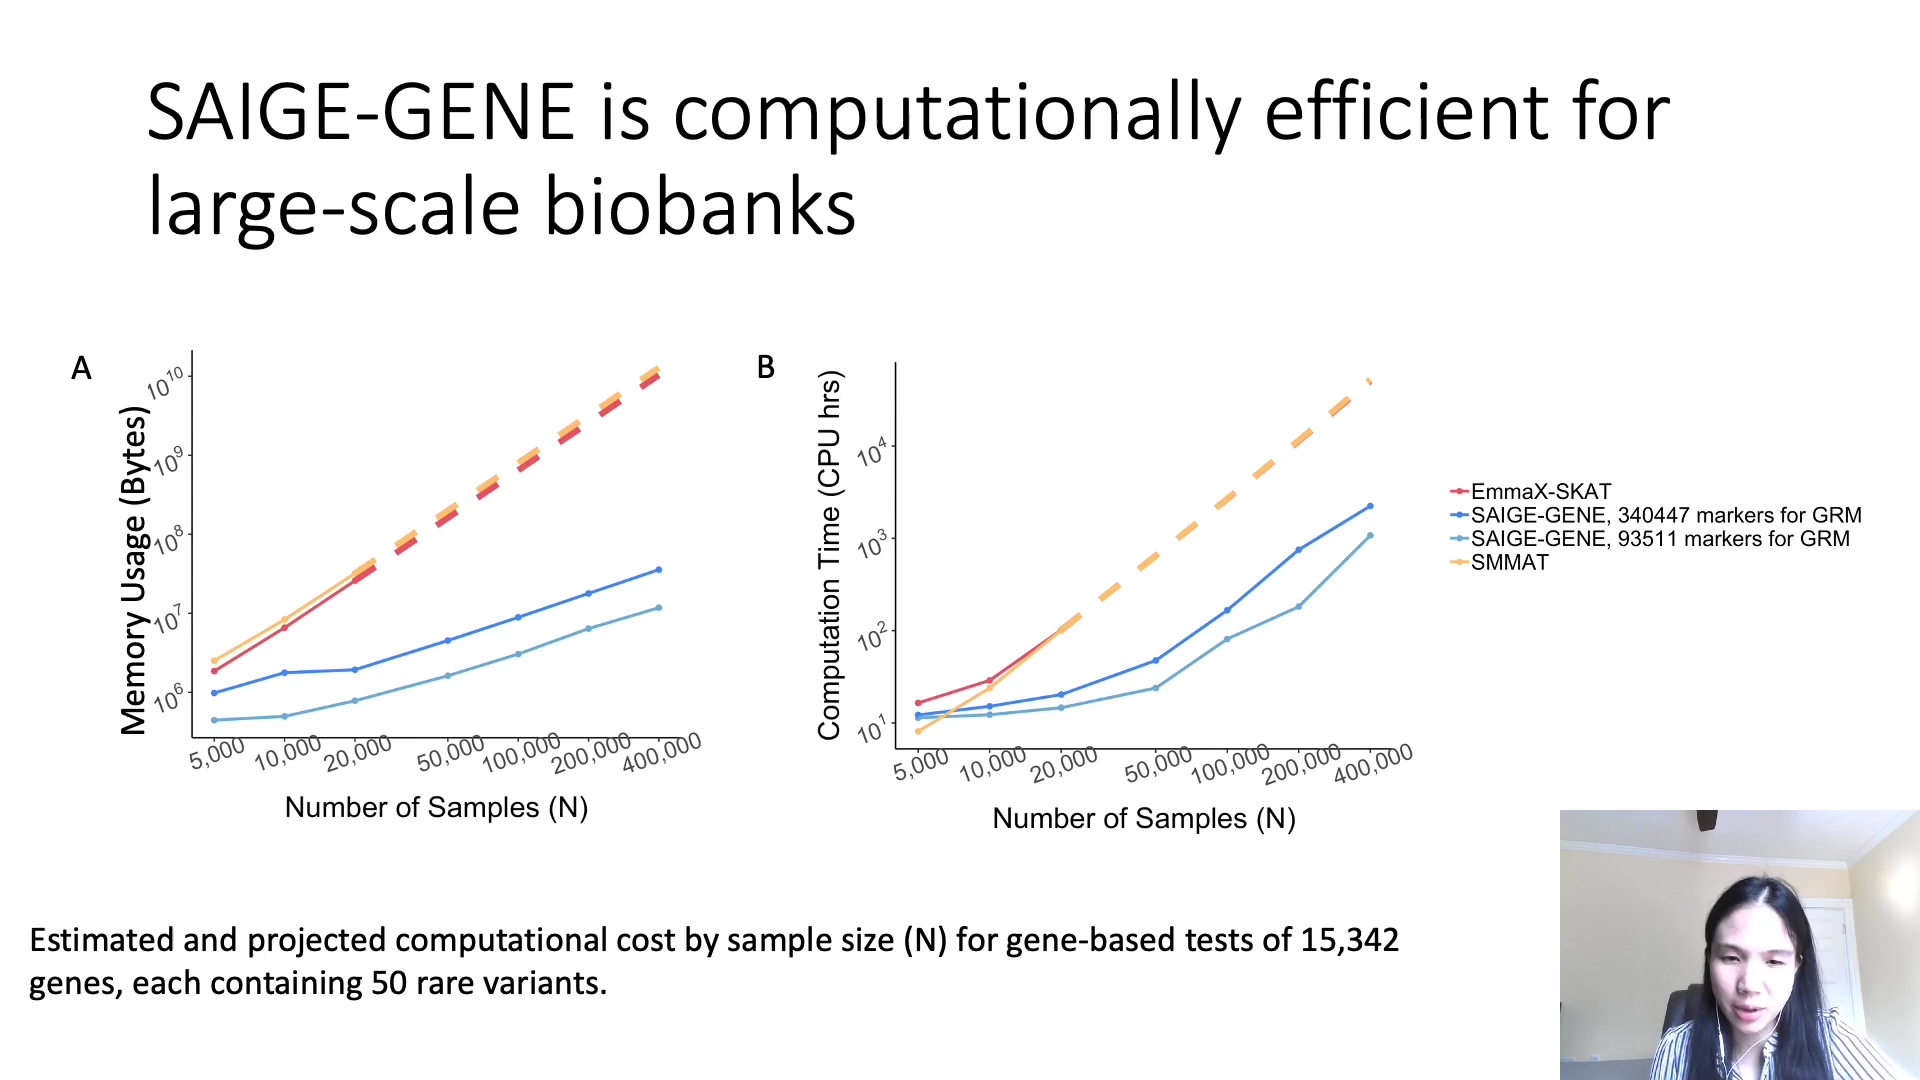 SAIGE-GENE is computationally efficient for
large-scale biobanks
A
Memory Usage (Bytes)
10^10
10^9
10^8
10^7
10^6
5,000
10,000
20,000
50,000
100,000
200,000
400,000
Number of Samples (N)
B
Computation Time (CPU hrs)
10^4
10^3
10^2
10^1
5,000
10,000
20,000
50,000
100,000
200,000
400,000
Number of Samples (N)
EmmaX-SKAT
SAIGE-GENE, 340447 markers for GRM
SAIGE-GENE, 93511 markers for GRM
SMMAT
Estimated and projected computational cost by sample size (N) for gene-based tests of 15,342
genes, each containing 50 rare variants.